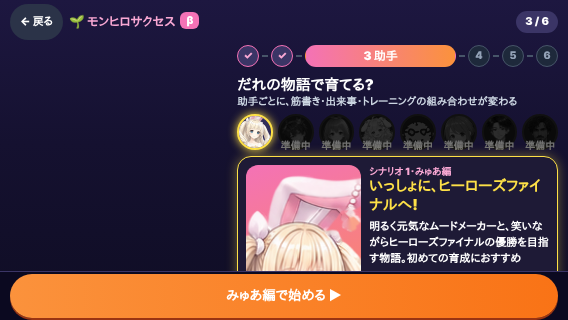 ← 戻る
🌱 モンヒロサクセス β
3 / 6
✓ ✓ 3 助手 4 5 6
だれの物語で育てる?
助手ごとに、筋書き・出来事・トレーニングの組み合わせが変わる
準備中 準備中 準備中 準備中 準備中 準備中 準備中
シナリオ 1・みゅあ編
いっしょに、ヒーローズファイ
ナルへ!
明るく元気なムードメーカーと、笑いな
がらヒーローズファイナルの優勝を目指
す物語。初めての育成におすすめ
みゅあ編で始める ▶